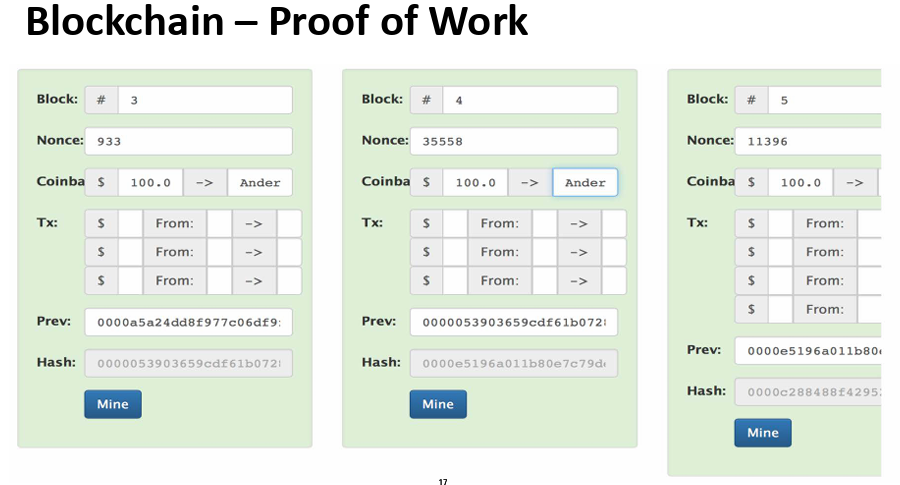 Blockchain – Proof of Work
Block: # 3
Nonce: 933
Coinba $ 100.0 -> Ander
Tx: $ From: ->
$ From: ->
$ From: ->
Prev: 0000a5a24dd8f977c06df9
Hash: 0000053903659cdf61b072
Mine
Block: # 4
Nonce: 35558
Coinba $ 100.0 -> Ander
Tx: $ From: ->
$ From: ->
$ From: ->
Prev: 0000053903659cdf61b072
Hash: 0000e5196a011b80e7c79d
Mine
Block: # 5
Nonce: 11396
Coinba $ 100.0 ->
Tx: $ From:
$ From:
$ From:
$ From:
Prev: 0000e5196a011b80
Hash: 0000c288488f4295
Mine
17